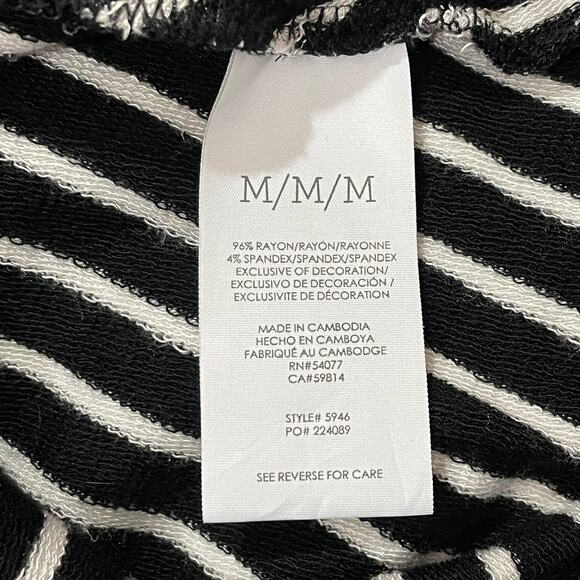 M/M/M
96% RAYON/RAYÓN/RAYONNE
4% SPANDEX/SPANDEX/SPANDEX
EXCLUSIVE OF DECORATION/
EXCLUSIVO DE DECORACIÓN /
EXCLUSIVITE DE DÉCORATION
MADE IN CAMBODIA
HECHO EN CAMBOYA
FABRIQUÉ AU CAMBODGE
RN#54077
CA#59814
STYLE# 5946
PO# 224089
SEE REVERSE FOR CARE